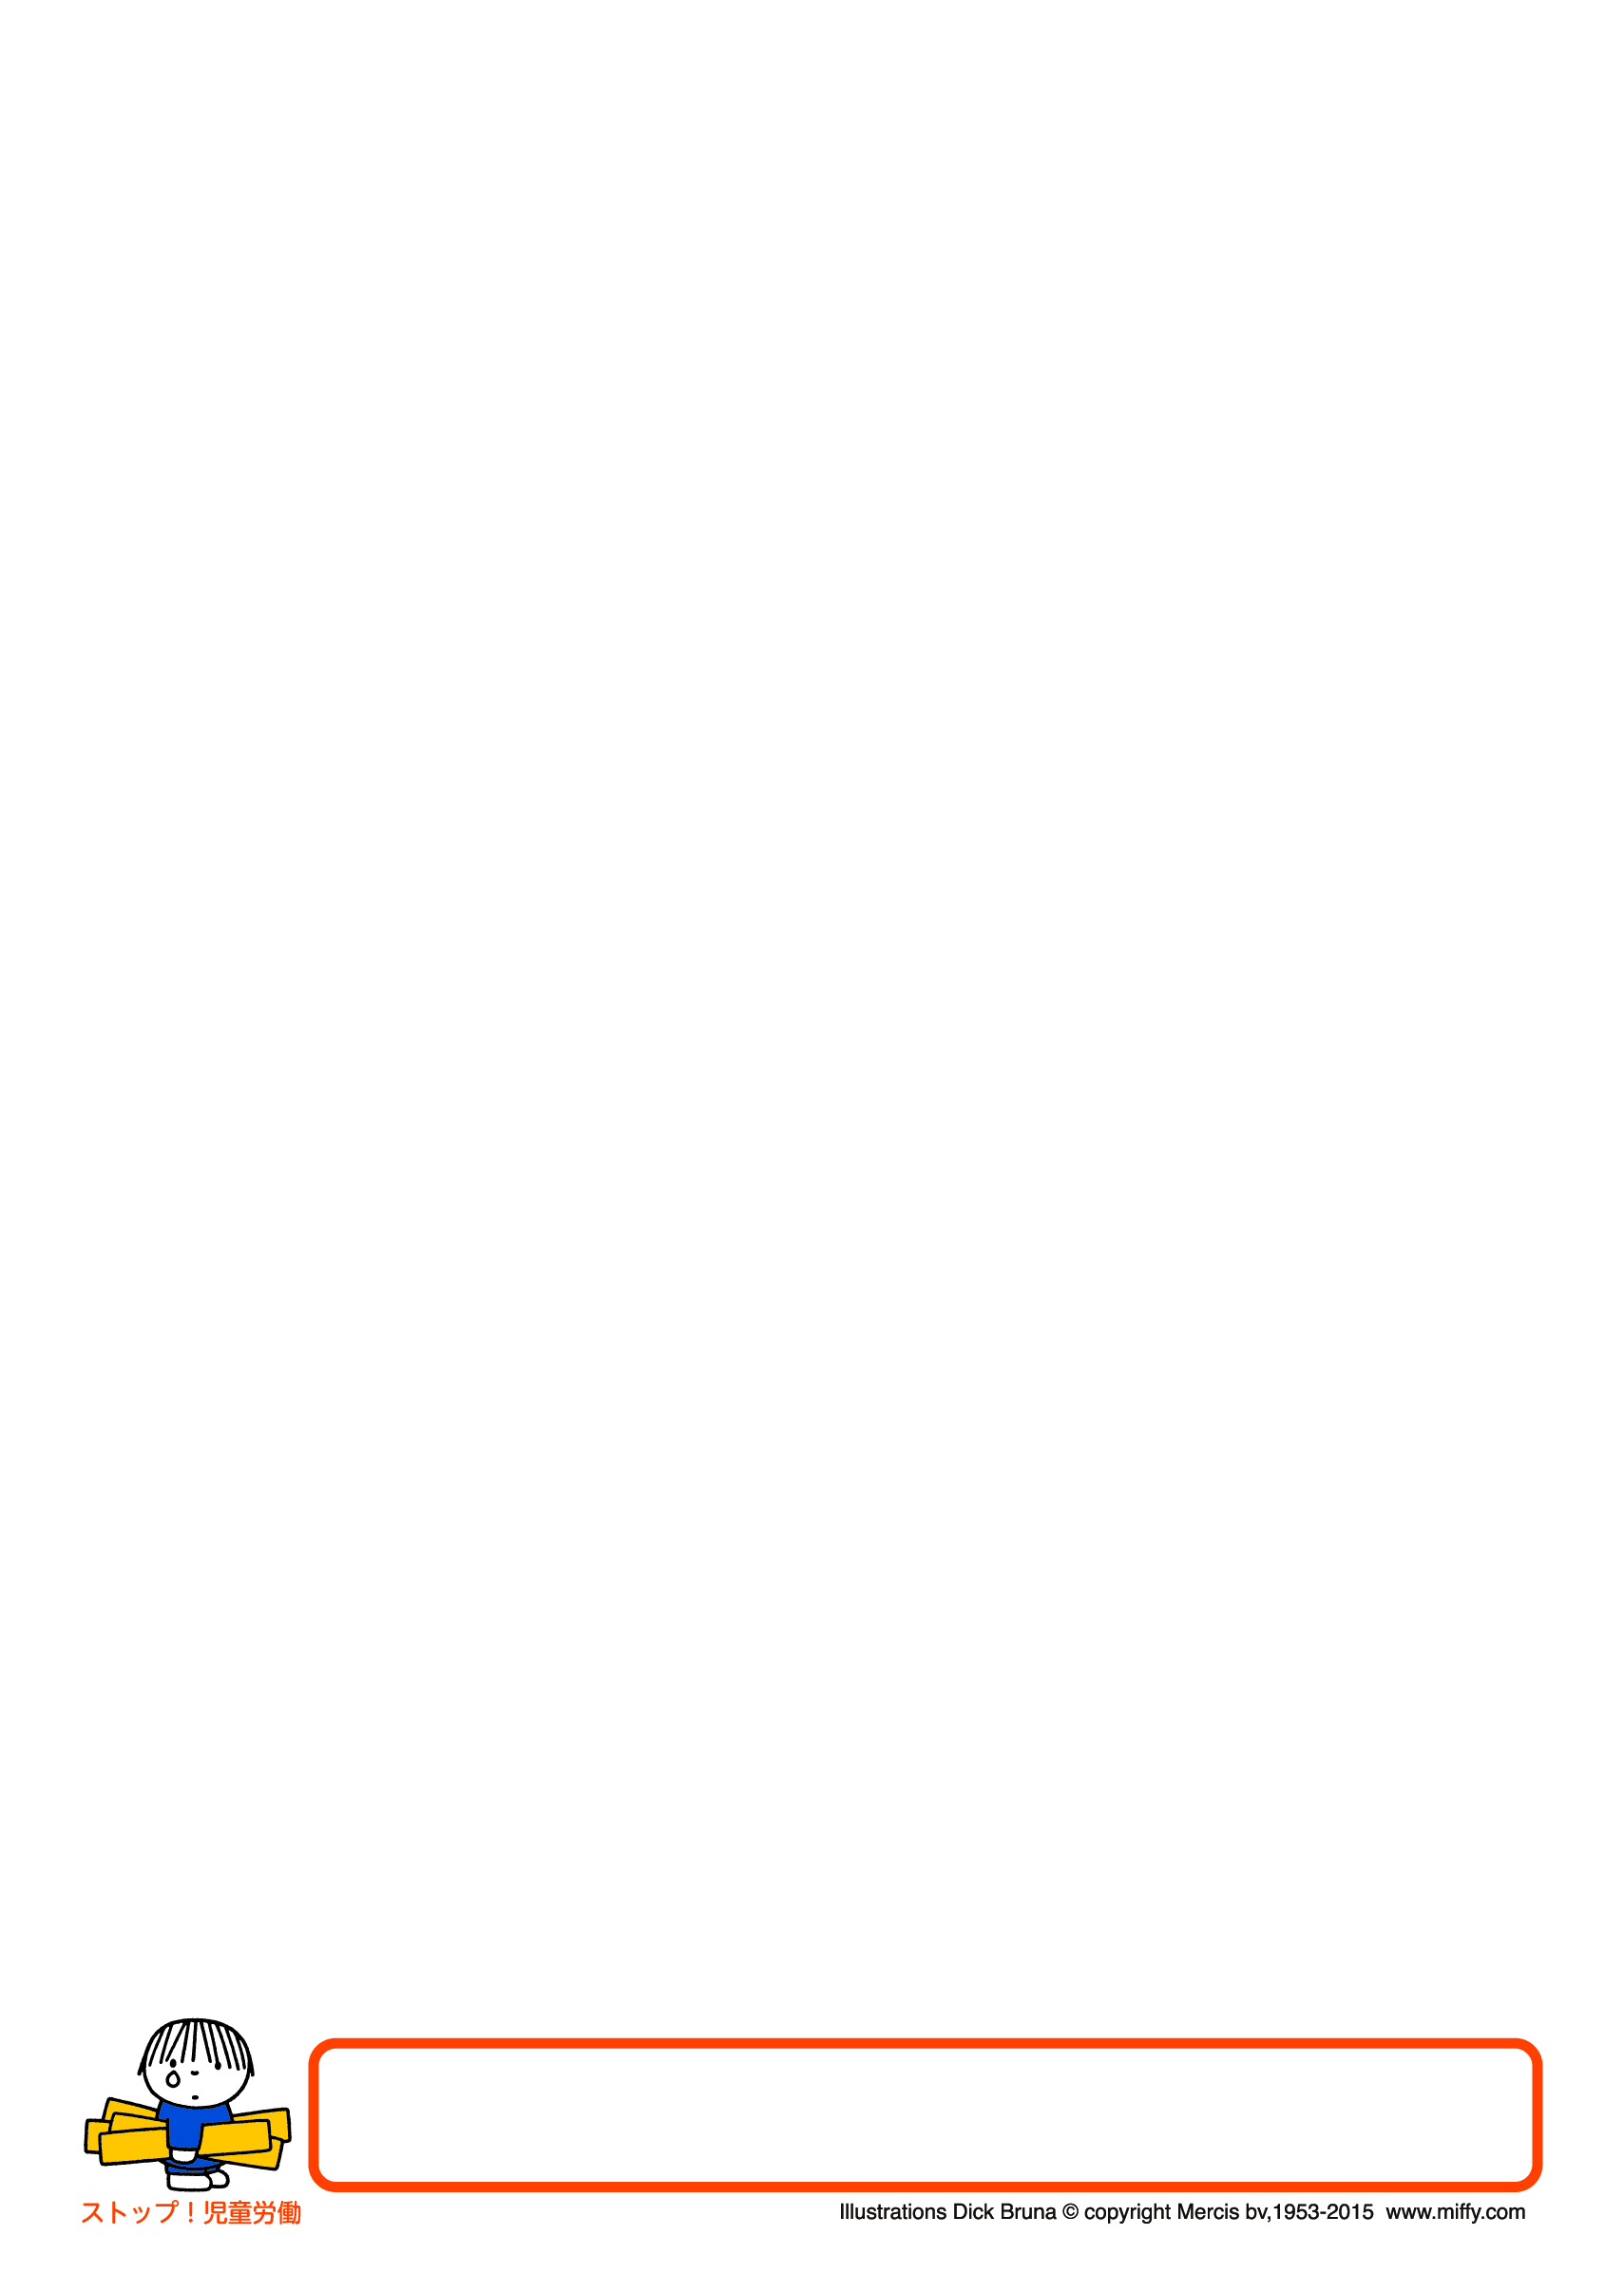 ストップ！児童労働
Illustrations Dick Bruna © copyright Mercis bv,1953-2015 www.miffy.com